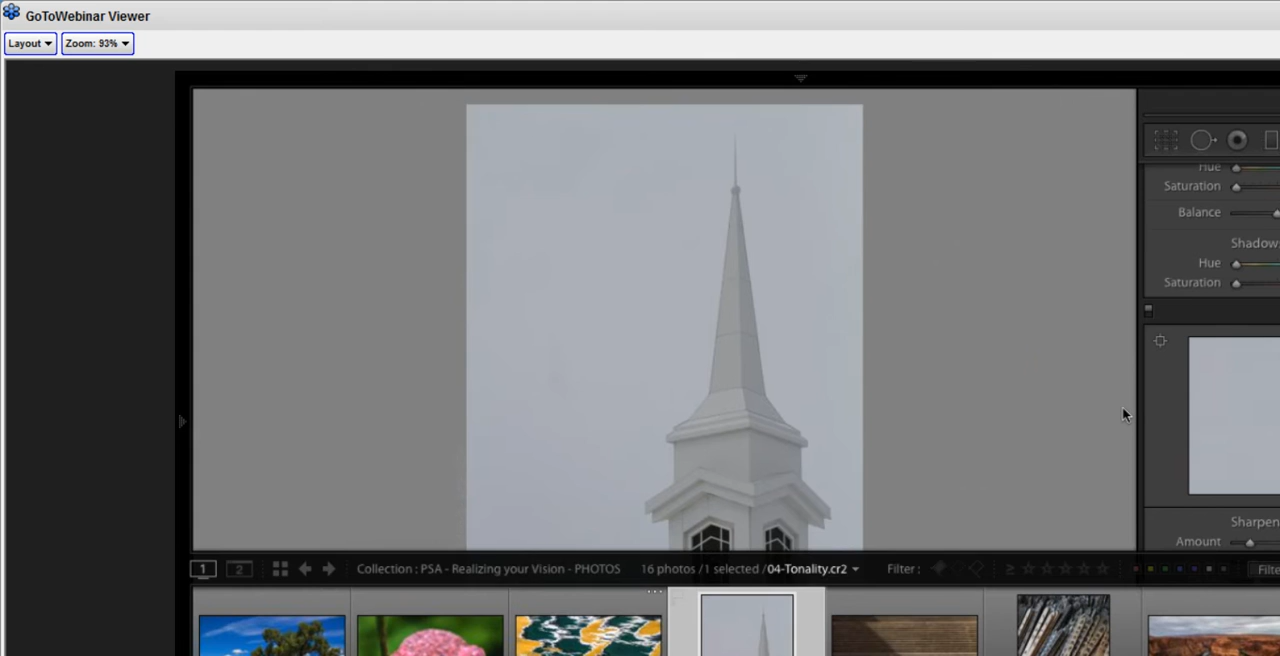 GoToWebinar Viewer
Layout Zoom: 93%
Hue
Saturation
Balance
Shadow
Hue
Saturation
Sharpen
Amount
1 2 Collection : PSA - Realizing your Vision - PHOTOS 16 photos /1 selected /04-Tonality.cr2 Filter : ≥ Filte